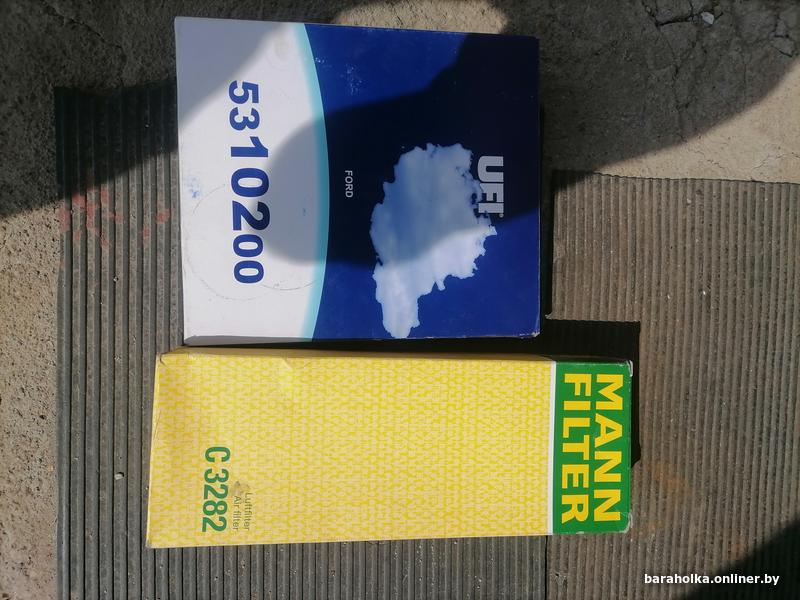 UFI
FORD
5310200
MANN
FILTER
Luftfilter
Air filter
C 3282
baraholka.onliner.by